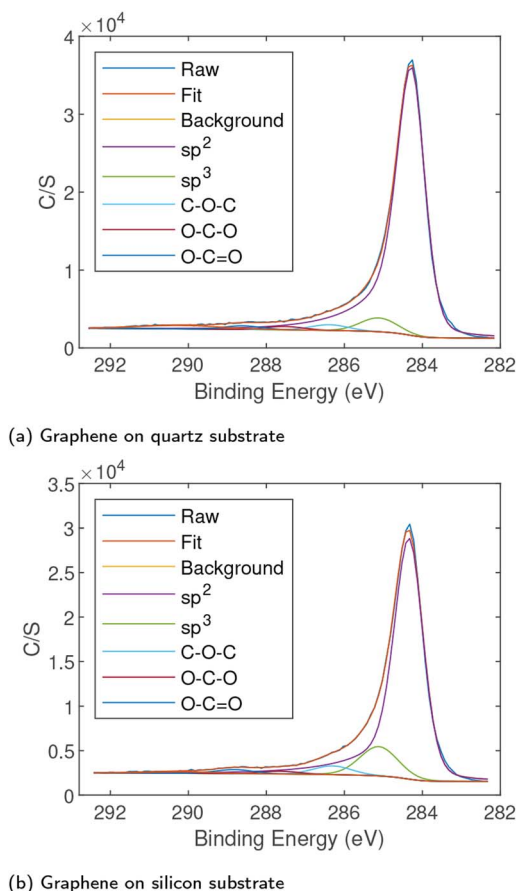 ×10⁴
4
3
2
1
0
C/S
Raw
Fit
Background
sp²
sp³
C-O-C
O-C-O
O-C=O
292 290 288 286 284 282
Binding Energy (eV)
(a) Graphene on quartz substrate
×10⁴
3.5
3
2.5
2
1.5
1
0.5
0
C/S
Raw
Fit
Background
sp²
sp³
C-O-C
O-C-O
O-C=O
292 290 288 286 284 282
Binding Energy (eV)
(b) Graphene on silicon substrate